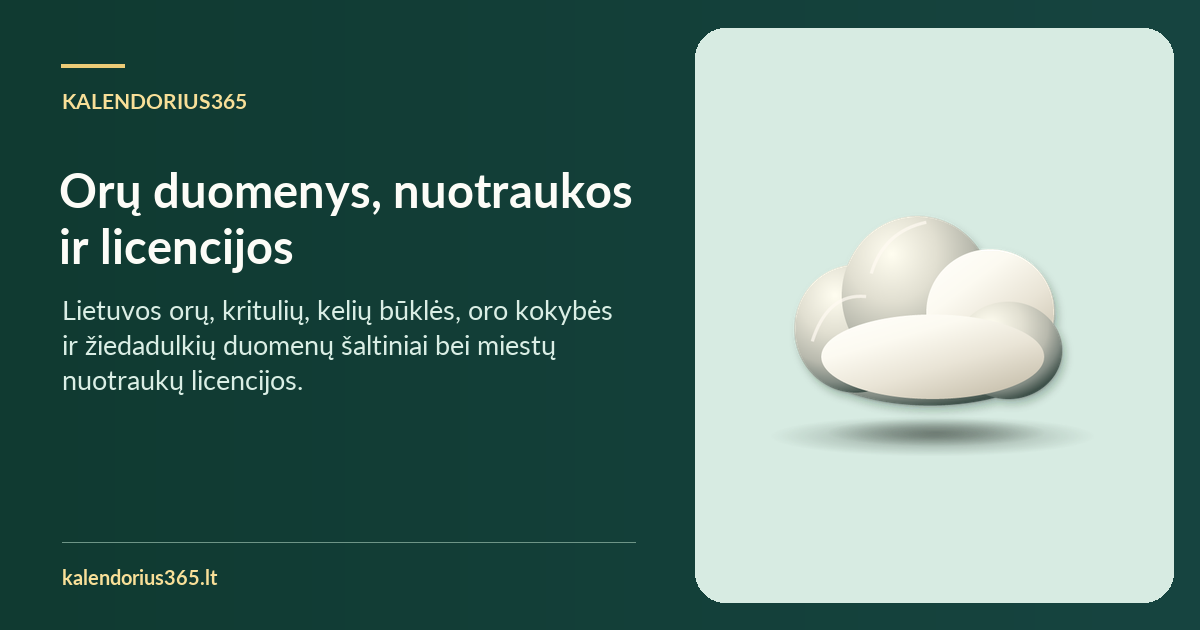 KALENDORIUS365
Orų duomenys, nuotraukos
ir licencijos
Lietuvos orų, kritulių, kelių būklės, oro kokybės
ir žiedadulkių duomenų šaltiniai bei miestų
nuotraukų licencijos.
kalendorius365.lt